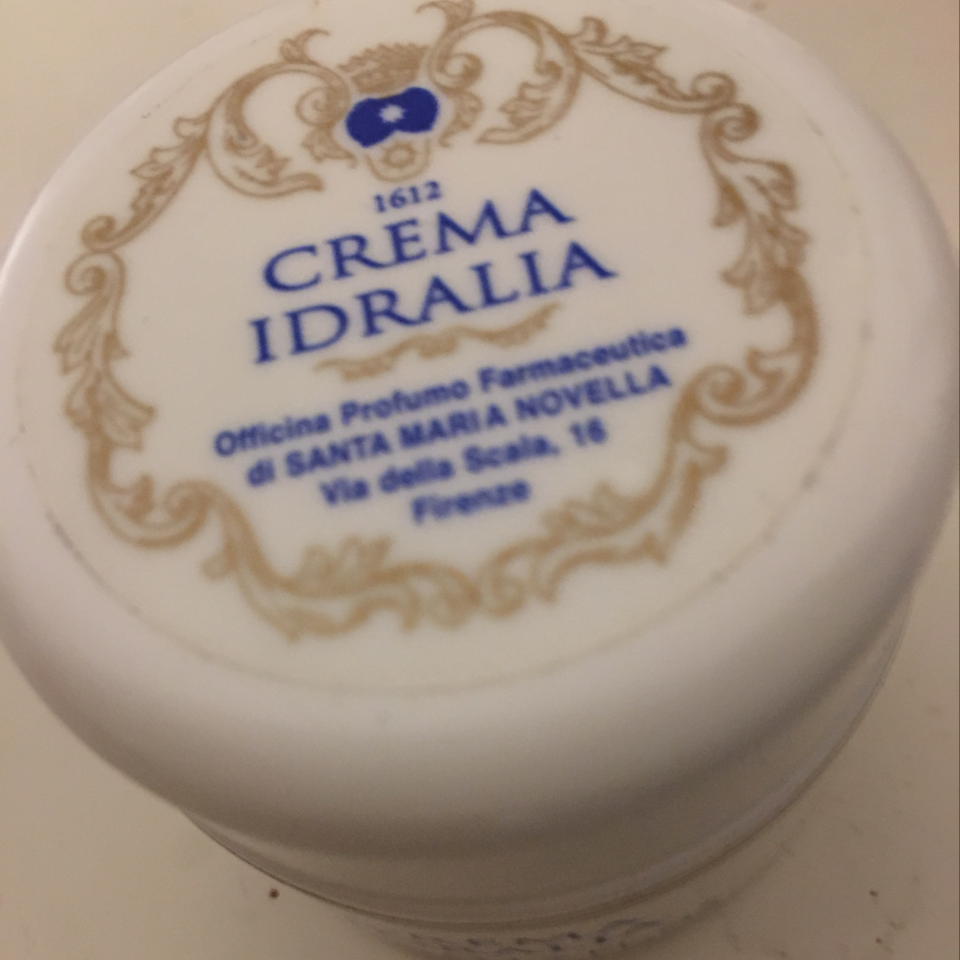 1612
CREMA
IDRALIA
Officina Profumo Farmaceutica
di SANTA MARIA NOVELLA
Via della Scala, 16
Firenze